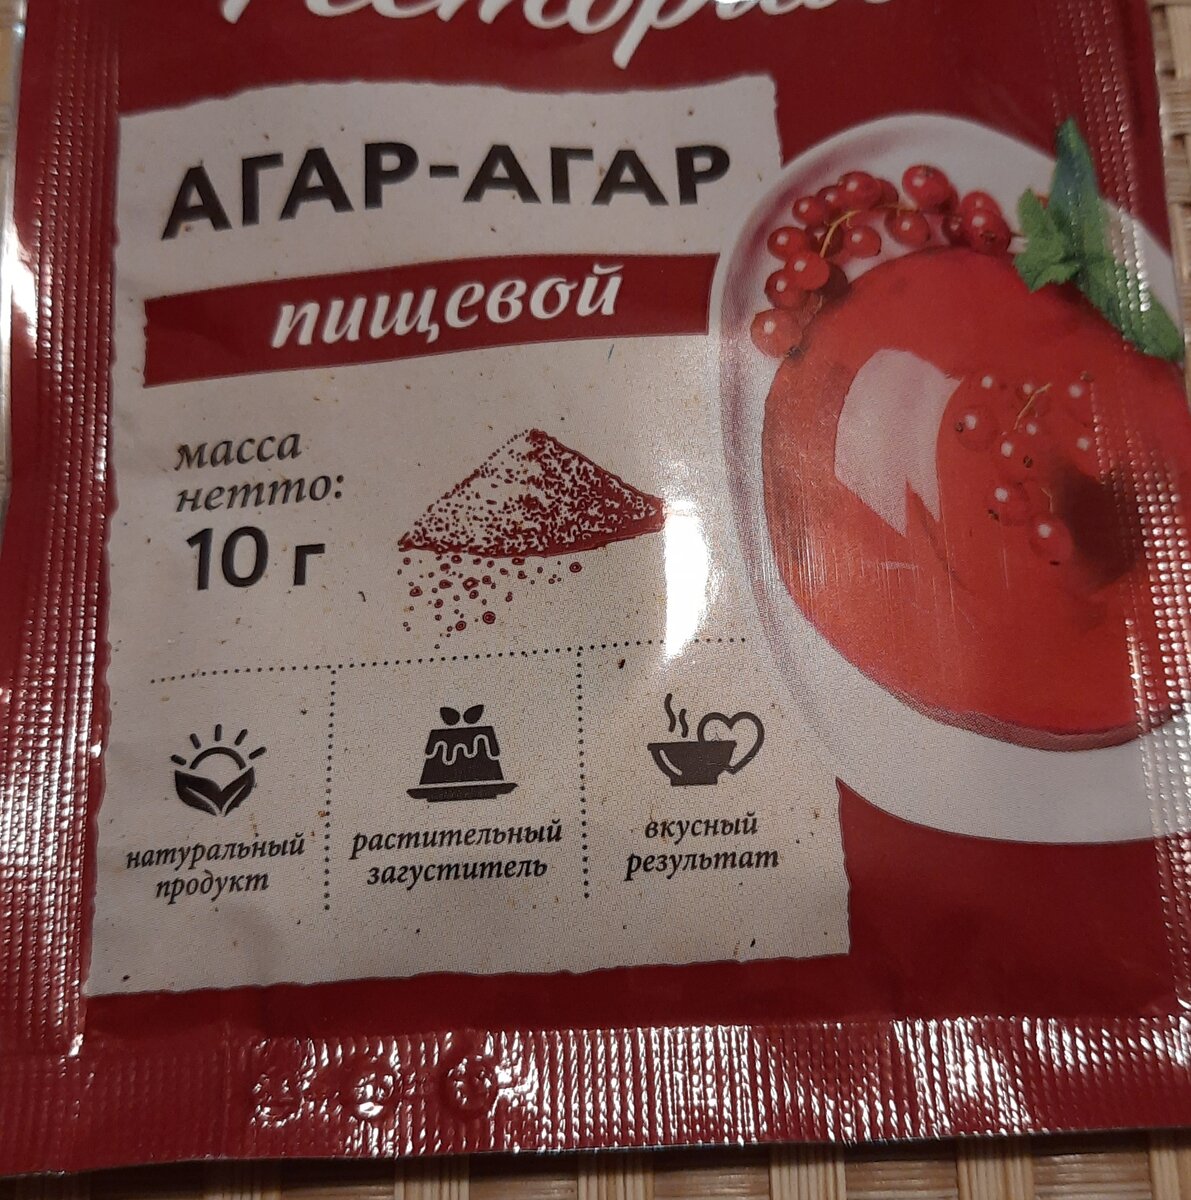 АГАР-АГАР
пищевой
масса
нетто:
10 г
натуральный
продукт
растительный
загуститель
вкусный
результат